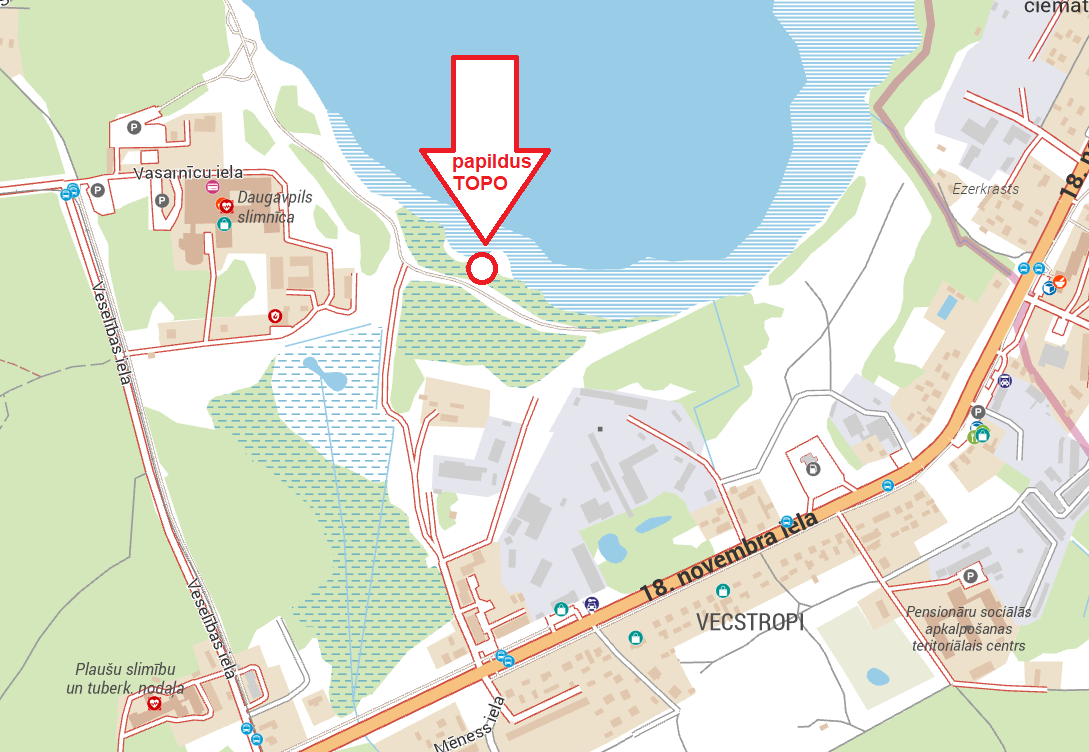 ciemat
papildus
TOPO
P
Vasarnīcu iela
18. n
Ezerkrasts
P
P
Daugavpils
slimnīca
Veselības iela
P
18. novembra iela
Veselības iela
P
VECSTROPI
Pensionāru sociālās
apkalpošanas
teritoriālais centrs
Plaušu slimību
un tuberk. nodaļa
Mēness iela